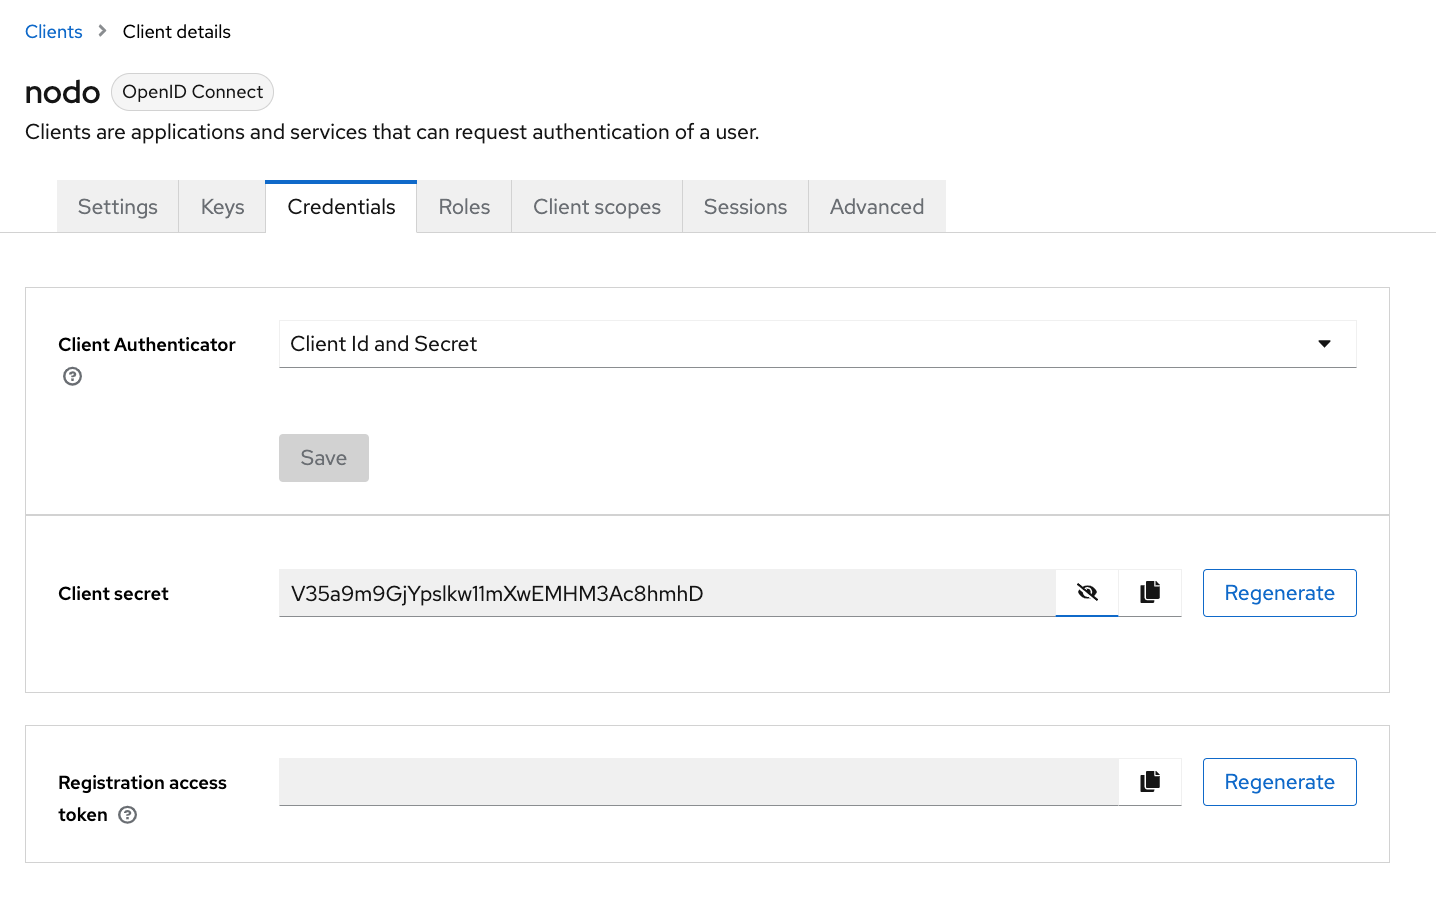 Clients > Client details
nodo OpenID Connect
Clients are applications and services that can request authentication of a user.
Settings Keys Credentials Roles Client scopes Sessions Advanced
Client Authenticator
Client Id and Secret
Save
Client secret
V35a9m9GjYpslkw11mXwEMHM3Ac8hmhD
Regenerate
Registration access
token
Regenerate